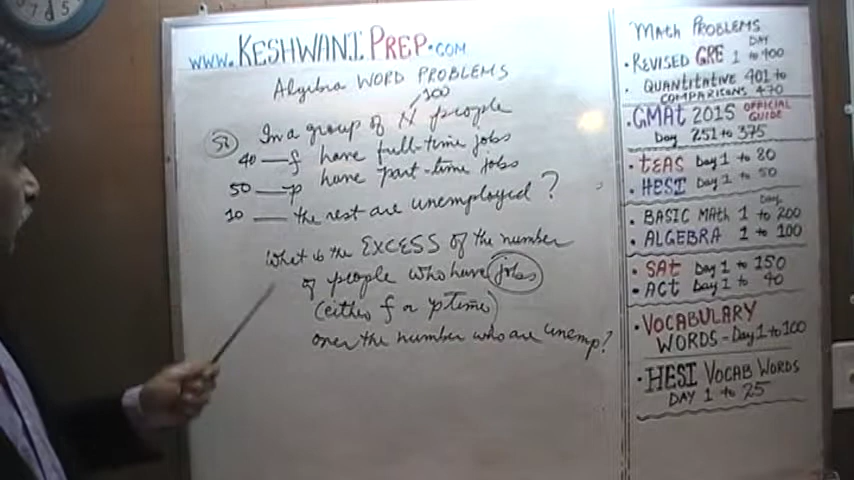 www.KESHWANIPREP.COM
Algebra WORD PROBLEMS
100
51 In a group of N people
40 — f have full-time jobs
50 — p have part-time jobs
10 — the rest are unemployed?
What is the EXCESS of the number
of people who have jobs
(either f or p time)
over the number who are unemp?
MATH PROBLEMS
DAY
• REVISED GRE 1 to 400
• QUANTITATIVE 401 to
COMPARISONS 470
• GMAT 2015 OFFICIAL GUIDE
Day 251 to 375
• TEAS Day 1 to 80
• HESI Day 1 to 50
Day
• BASIC MATH 1 to 200
• ALGEBRA 1 to 100
• SAT Day 1 to 150
• ACT Day 1 to 40
• VOCABULARY
WORDS - Day 1 to 100
• HESI VOCAB WORDS
DAY 1 to 25